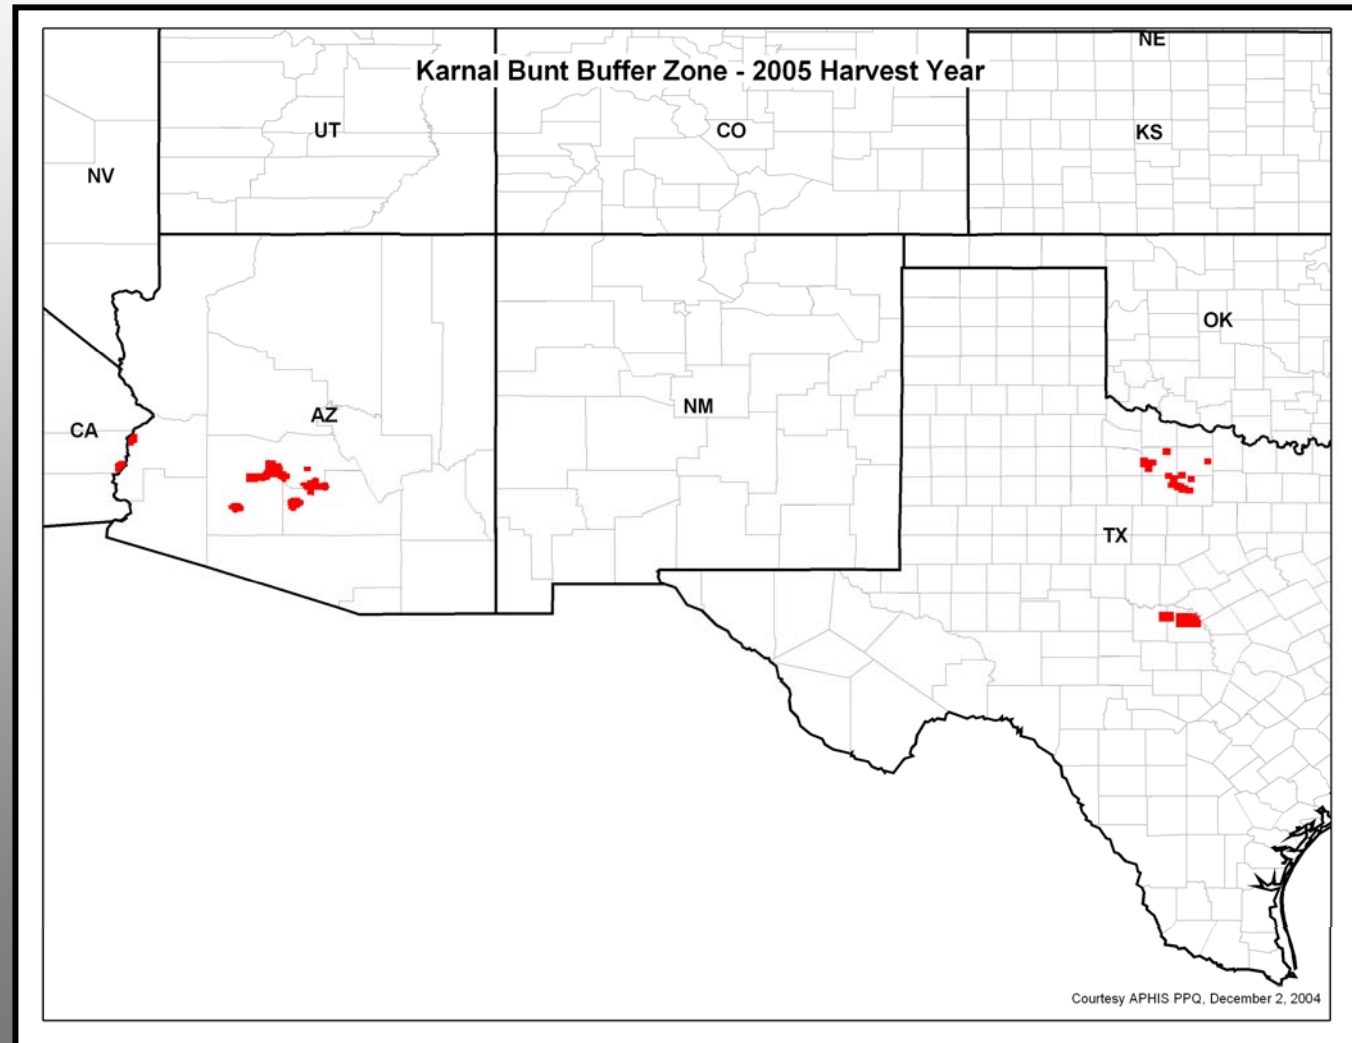 NE
Karnal Bunt Buffer Zone - 2005 Harvest Year
UT
CO
KS
NV
OK
NM
AZ
CA
TX
Courtesy APHIS PPQ, December 2, 2004